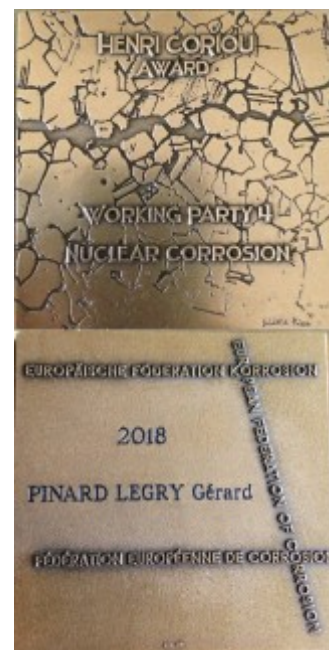 HENRI CORIOU
AWARD
WORKING PARTY 4
NUCLEAR CORROSION
EUROPÄISCHE FÖDERATION KORROSION
EUROPEAN FEDERATION OF CORROSION
2018
PINARD LEGRY Gérard
FÉDÉRATION EUROPÉENNE DE CORROSION